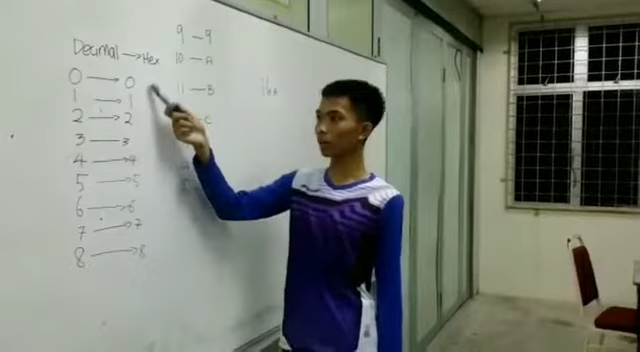 Decimal → Hex
0 → 0
1 → 1
2 → 2
3 — 3
4 → 4
5 → 5
6 → 6
7 → 7
8 → 8
9 — 9
10 — A
11 — B
C